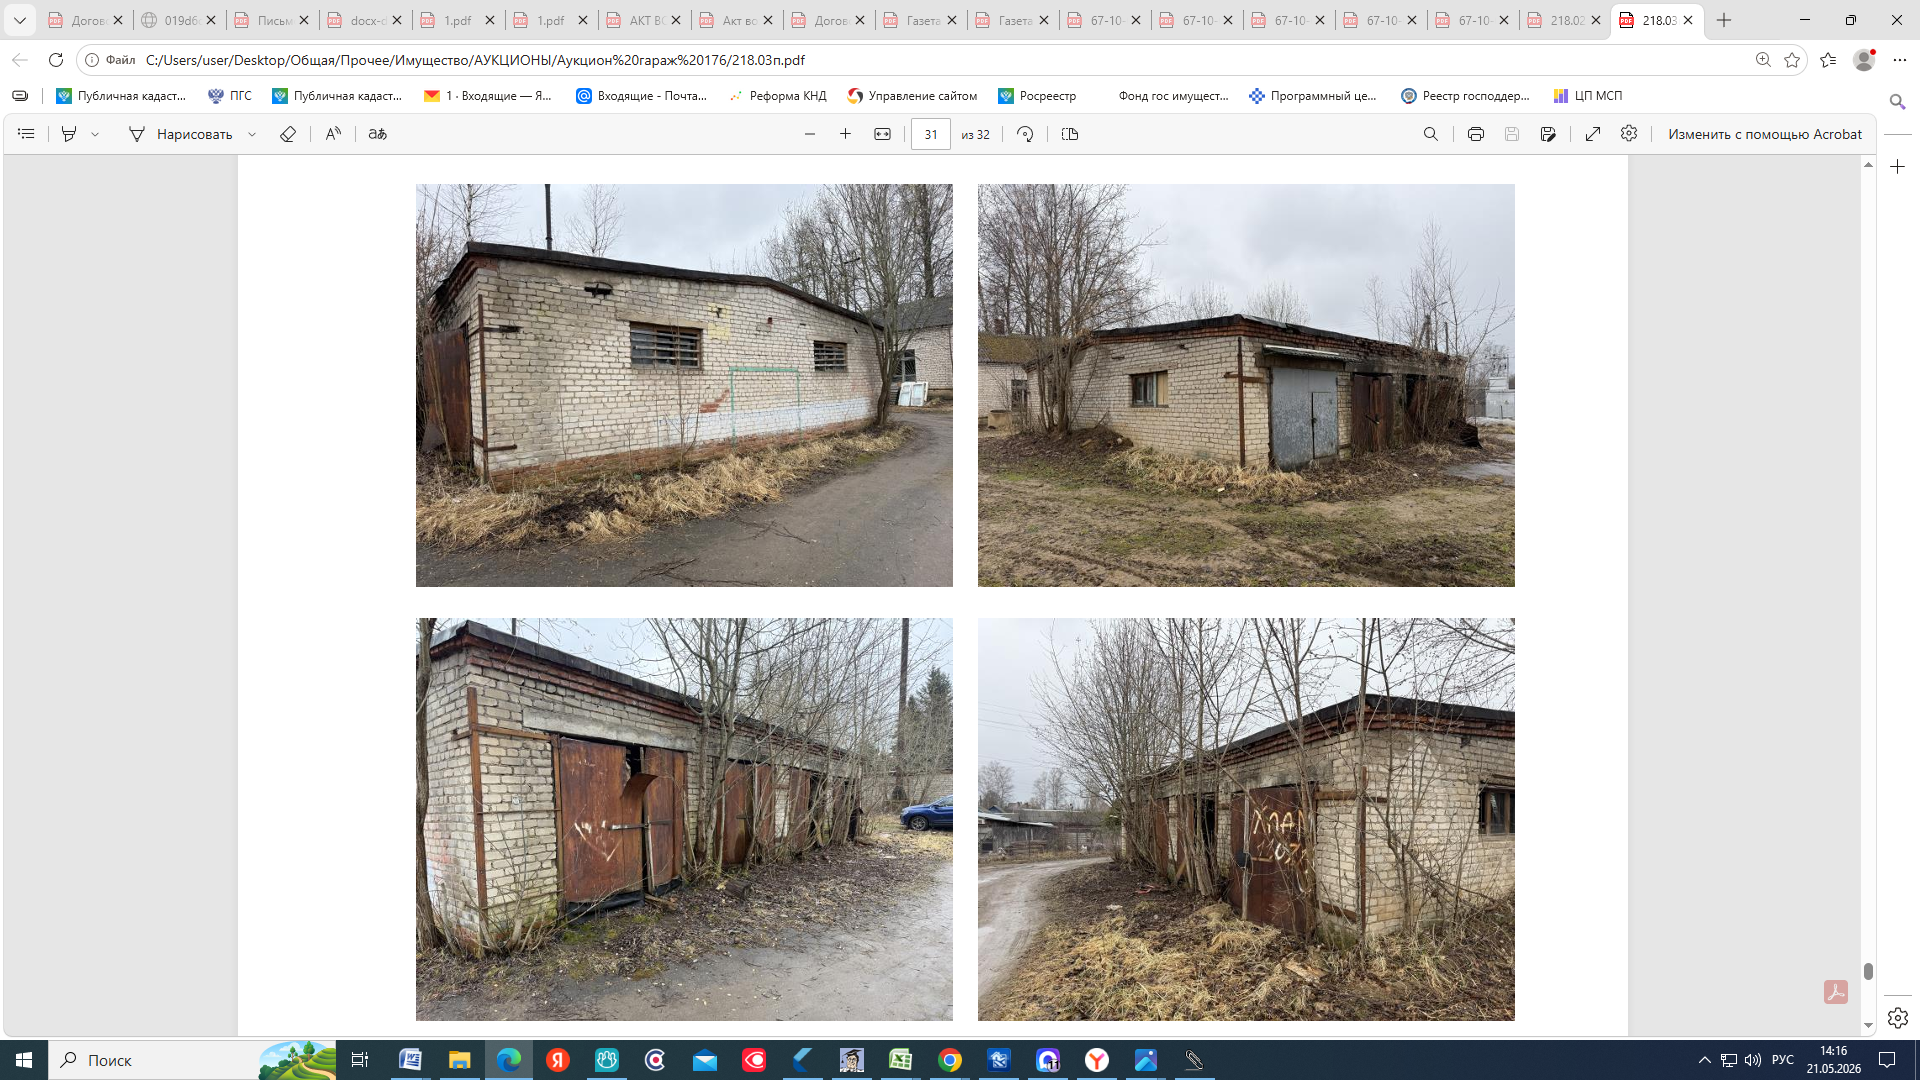 Догов
019d6
Письм
docx-d
1.pdf
1.pdf
АКТ ВО
Акт во
Догов
Газета
Газета
67-10-
67-10-
67-10-
67-10-
67-10-
218.02
218.03
Файл
C:/Users/user/Desktop/Общая/Прочее/Имущество/АУКЦИОНЫ/Аукцион%20гараж%20176/218.03п.pdf
Публичная кадаст...
ПГС
Публичная кадаст...
1 · Входящие — Я...
Входящие - Почта...
Реформа КНД
Управление сайтом
Росреестр
Фонд гос имущест...
Программный це...
Реестр господдер...
ЦП МСП
Нарисовать
31
из 32
Изменить с помощью Acrobat
ХЛАМ
Поиск
РУС
14:16
21.05.2026